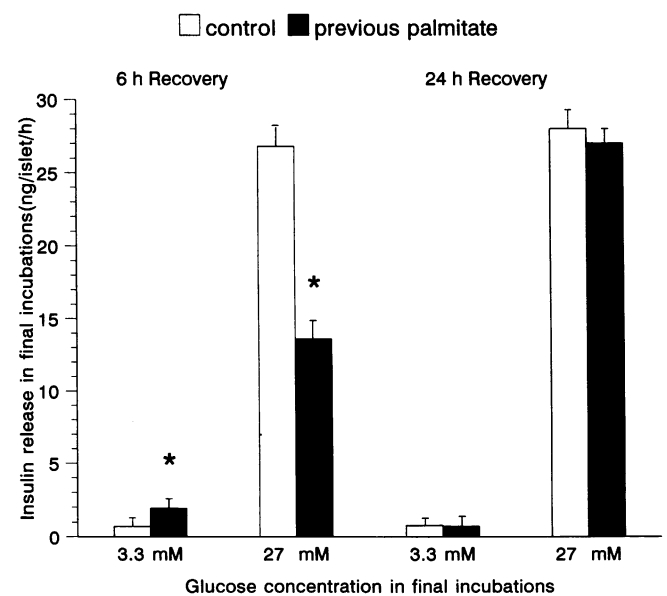 control previous palmitate
6 h Recovery 24 h Recovery
30
25
20
15
10
5
0
Insulin release in final incubations(ng/islet/h)
*
*
3.3 mM 27 mM 3.3 mM 27 mM
Glucose concentration in final incubations